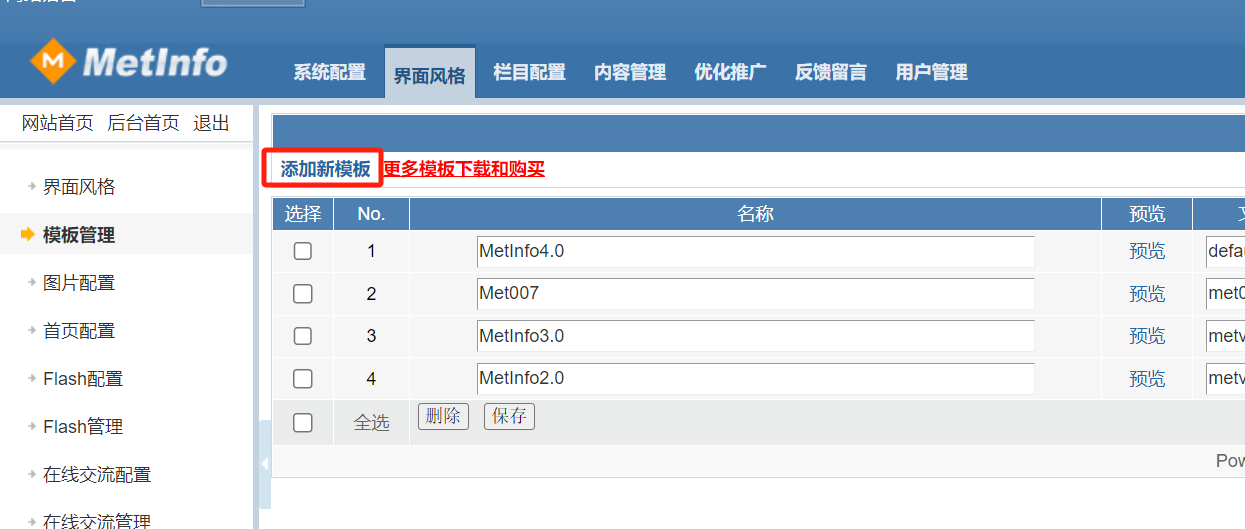 MetInfo
系统配置 界面风格 栏目配置 内容管理 优化推广 反馈留言 用户管理
网站首页 后台首页 退出
界面风格
模板管理
图片配置
首页配置
Flash配置
Flash管理
在线交流配置
在线交流管理
添加新模板 更多模板下载和购买
选择 No. 名称 预览
1 MetInfo4.0 预览 defau
2 Met007 预览 met0
3 MetInfo3.0 预览 metv
4 MetInfo2.0 预览 metv
全选 删除 保存
Pow